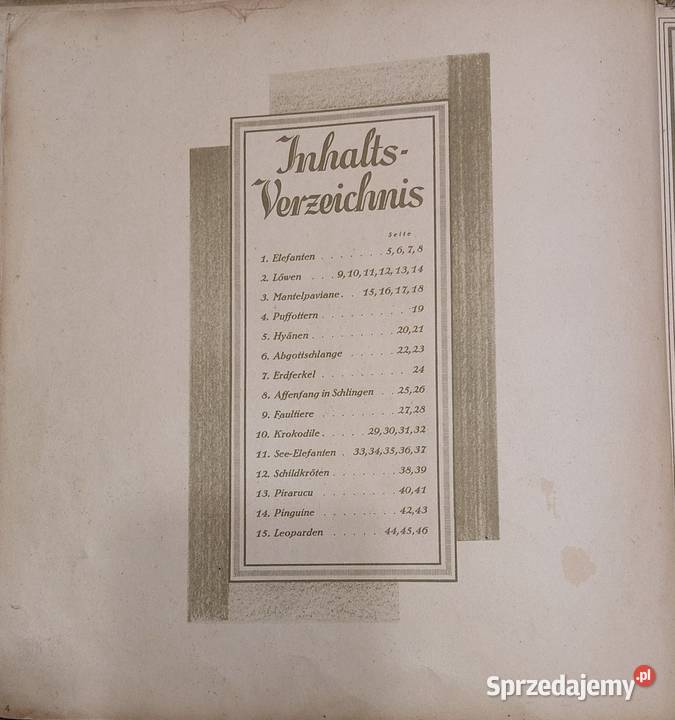 Inhalts-
Verzeichnis
Seite
1. Elefanten . . . . . . . 5, 6, 7, 8
2. Löwen . . . 9, 10, 11, 12, 13, 14
3. Mantelpaviane . . 15, 16, 17, 18
4. Puffottern . . . . . . . . . 19
5. Hyänen . . . . . . . . 20, 21
6. Abgottschlange . . . . . 22, 23
7. Erdferkel . . . . . . . . . 24
8. Affenfang in Schlingen . . 25, 26
9. Faultiere . . . . . . . . 27, 28
10. Krokodile . . . . . 29, 30, 31, 32
11. See-Elefanten . 33, 34, 35, 36, 37
12. Schildkröten . . . . . . . 38, 39
13. Pirarucu . . . . . . . . 40, 41
14. Pinguine . . . . . . . . 42, 43
15. Leoparden . . . . . 44, 45, 46
4
Sprzedajemy.pl